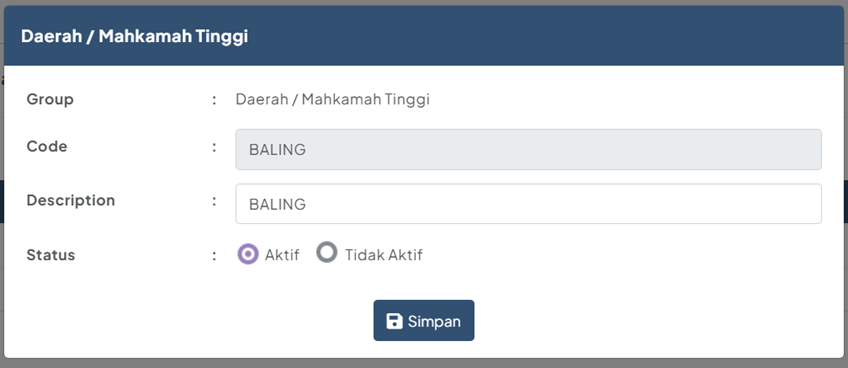 Daerah / Mahkamah Tinggi
Group : Daerah / Mahkamah Tinggi
Code : BALING
Description : BALING
Status : Aktif Tidak Aktif
Simpan